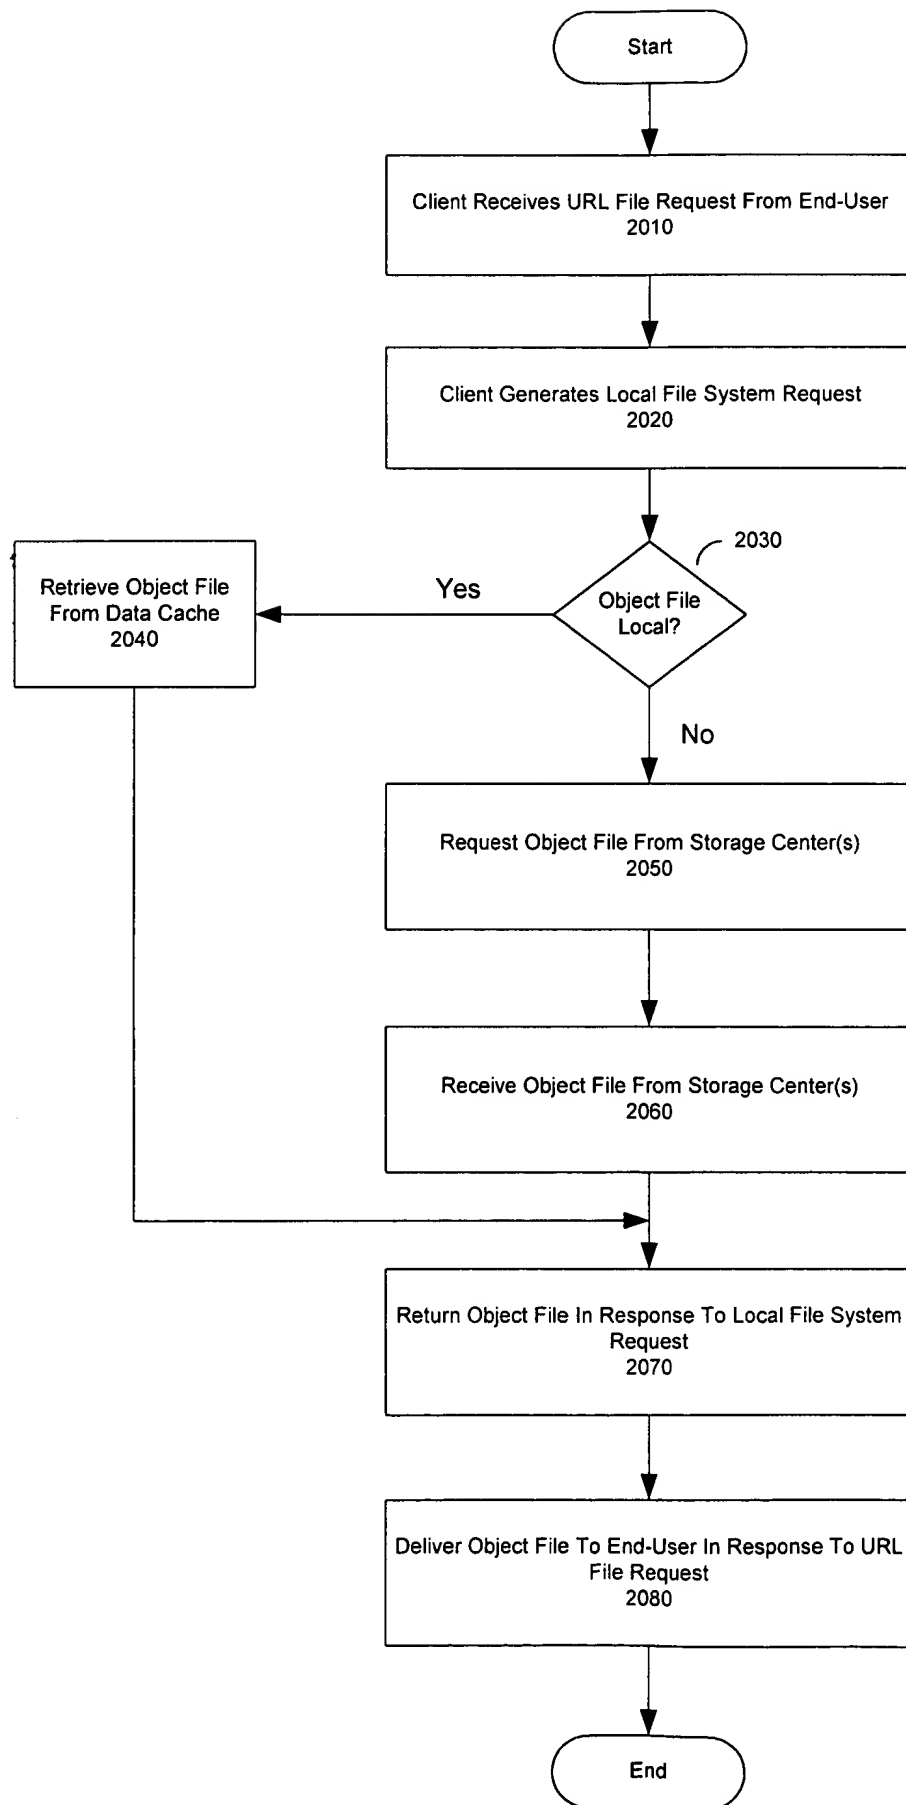 Start
Client Receives URL File Request From End-User
2010
Client Generates Local File System Request
2020
2030
Object File
Local?
Yes
Retrieve Object File
From Data Cache
2040
No
Request Object File From Storage Center(s)
2050
Receive Object File From Storage Center(s)
2060
Return Object File In Response To Local File System
Request
2070
Deliver Object File To End-User In Response To URL
File Request
2080
End